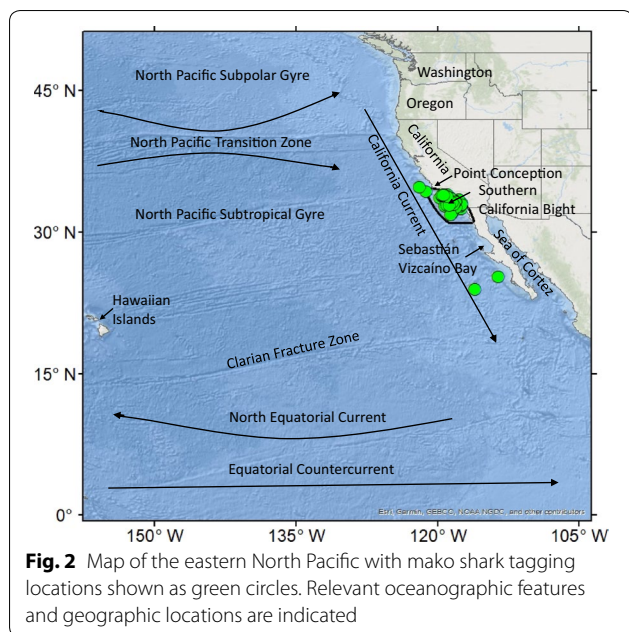 North Pacific Subpolar Gyre
Washington
45° N
Oregon
North Pacific Transition Zone
California
Point Conception
Southern
California Bight
California Current
North Pacific Subtropical Gyre
30° N
Sebastián
Vizcaíno Bay
Sea of Cortez
Hawaiian
Islands
Clarian Fracture Zone
15° N
North Equatorial Current
Equatorial Countercurrent
Esri, Garmin, GEBCO, NOAA NGDC, and other contributors
0°
150° W
135° W
120° W
105° W
Fig. 2 Map of the eastern North Pacific with mako shark tagging
locations shown as green circles. Relevant oceanographic features
and geographic locations are indicated